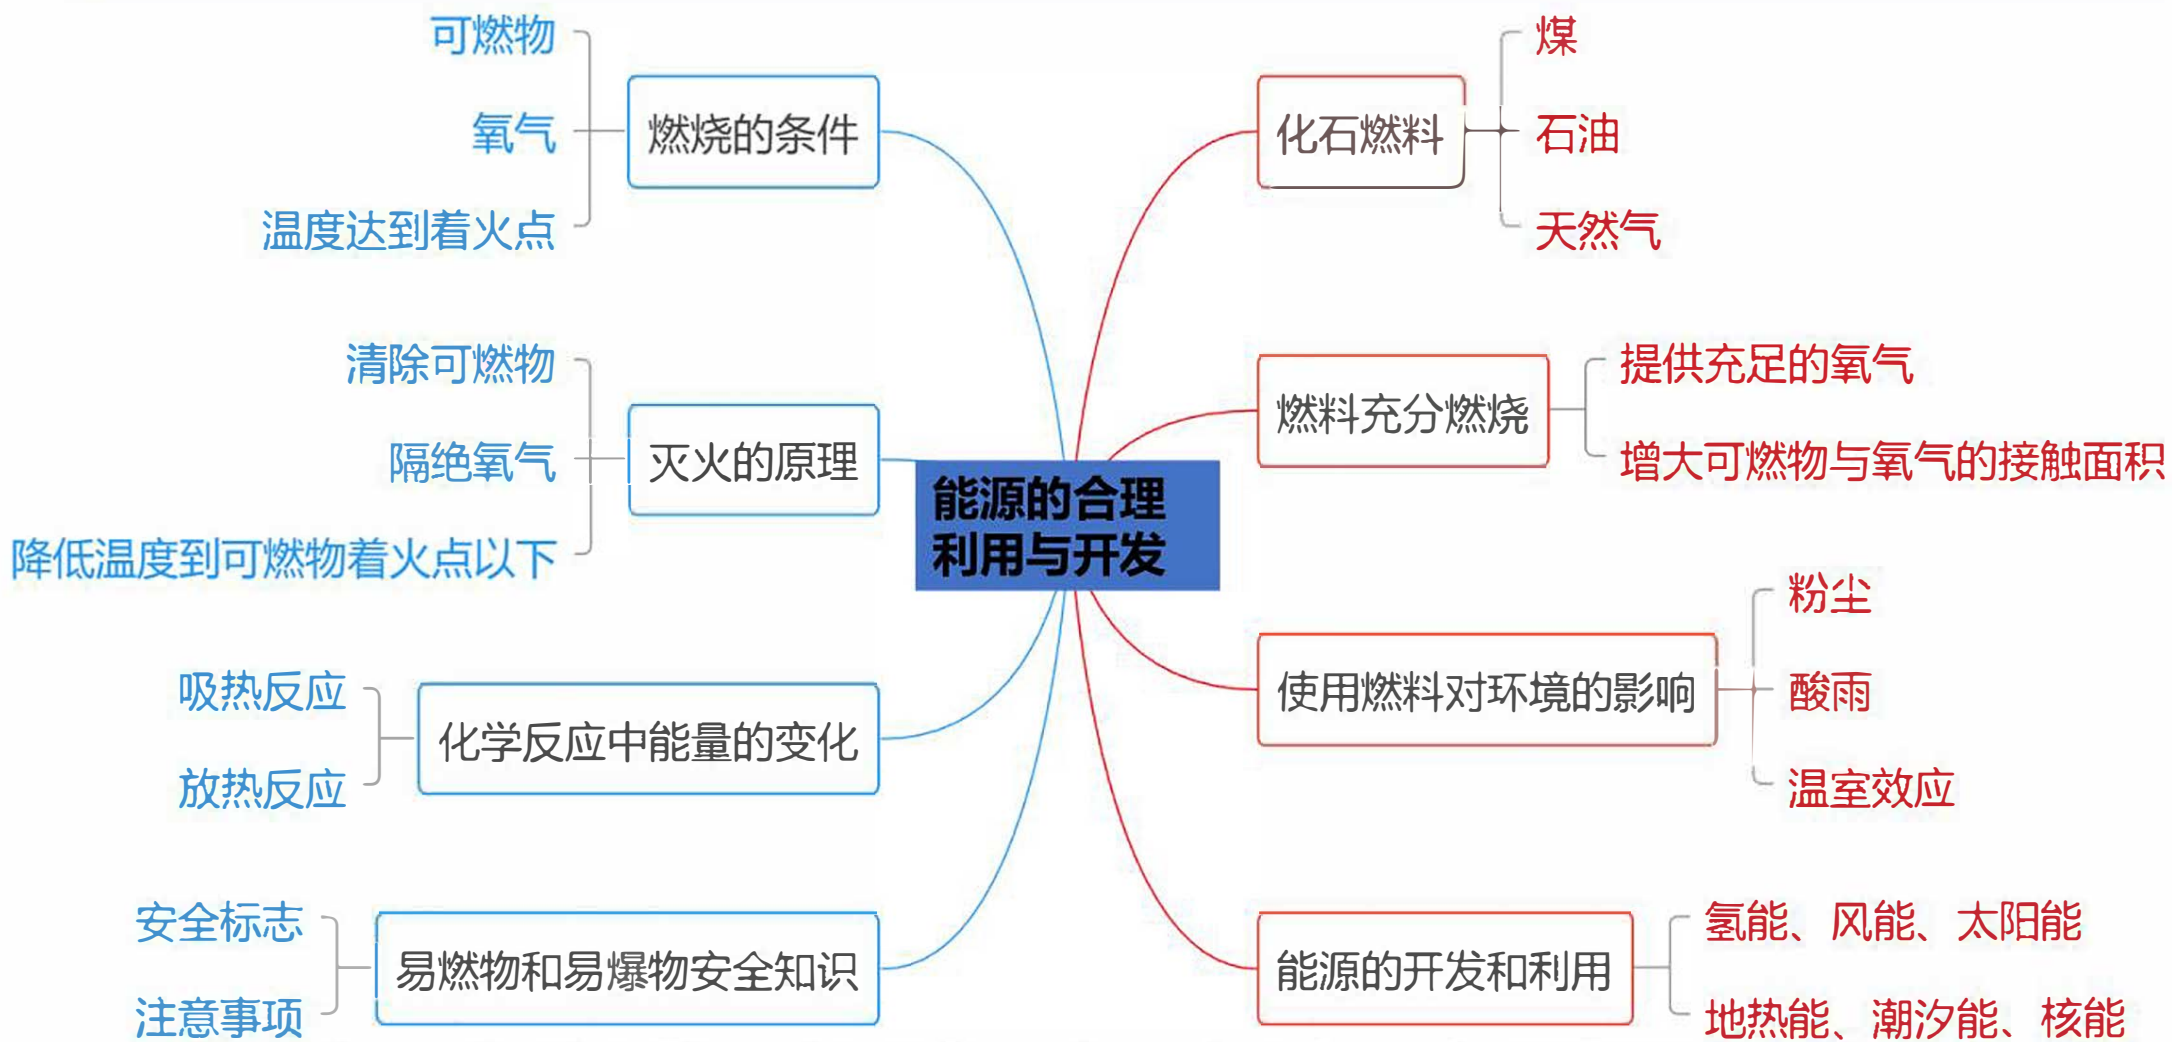 能源的合理
利用与开发
燃烧的条件
可燃物
氧气
温度达到着火点
灭火的原理
清除可燃物
隔绝氧气
降低温度到可燃物着火点以下
化学反应中能量的变化
吸热反应
放热反应
易燃物和易爆物安全知识
安全标志
注意事项
化石燃料
煤
石油
天然气
燃料充分燃烧
提供充足的氧气
增大可燃物与氧气的接触面积
使用燃料对环境的影响
粉尘
酸雨
温室效应
能源的开发和利用
氢能、风能、太阳能
地热能、潮汐能、核能